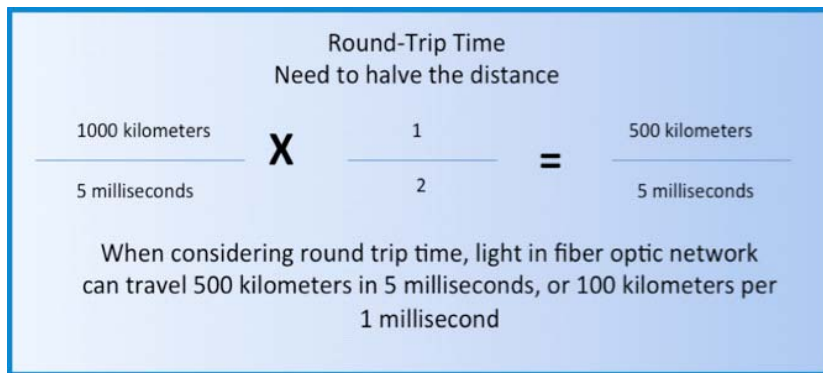 Round-Trip Time
Need to halve the distance
1000 kilometers
5 milliseconds
X
1
2
=
500 kilometers
5 milliseconds
When considering round trip time, light in fiber optic network
can travel 500 kilometers in 5 milliseconds, or 100 kilometers per
1 millisecond